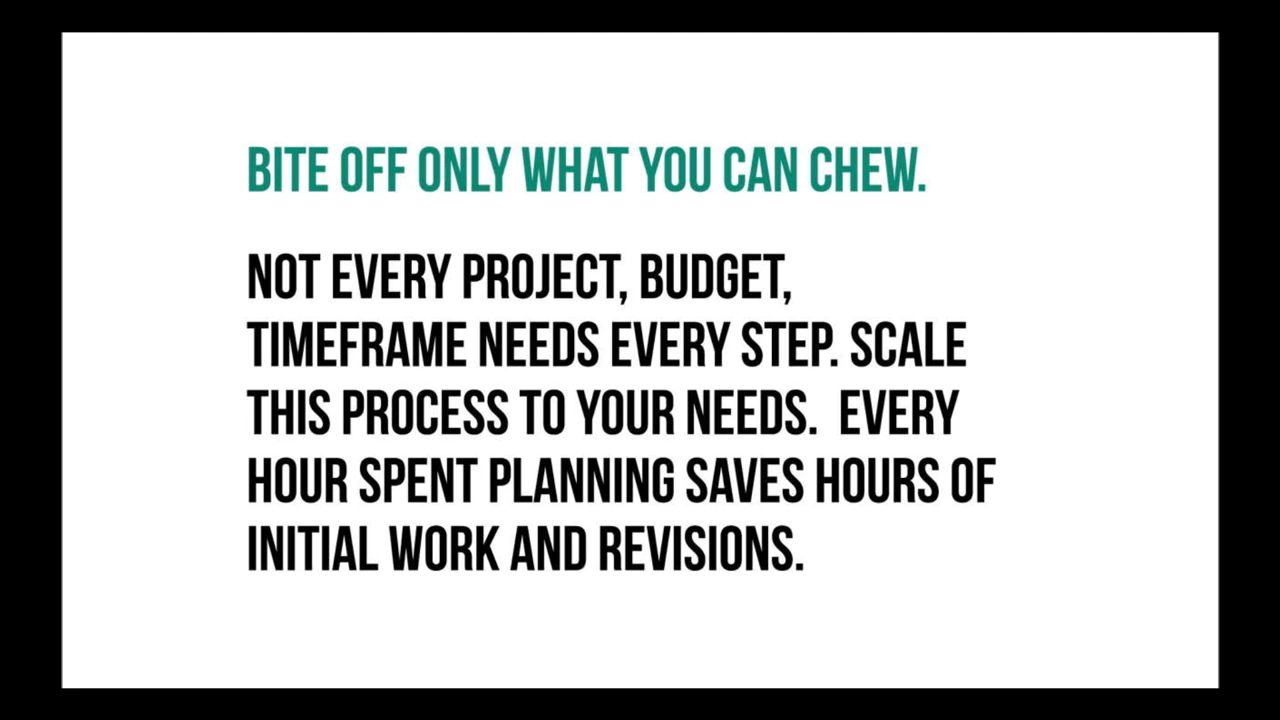 BITE OFF ONLY WHAT YOU CAN CHEW.
NOT EVERY PROJECT, BUDGET,
TIMEFRAME NEEDS EVERY STEP. SCALE
THIS PROCESS TO YOUR NEEDS.  EVERY
HOUR SPENT PLANNING SAVES HOURS OF
INITIAL WORK AND REVISIONS.